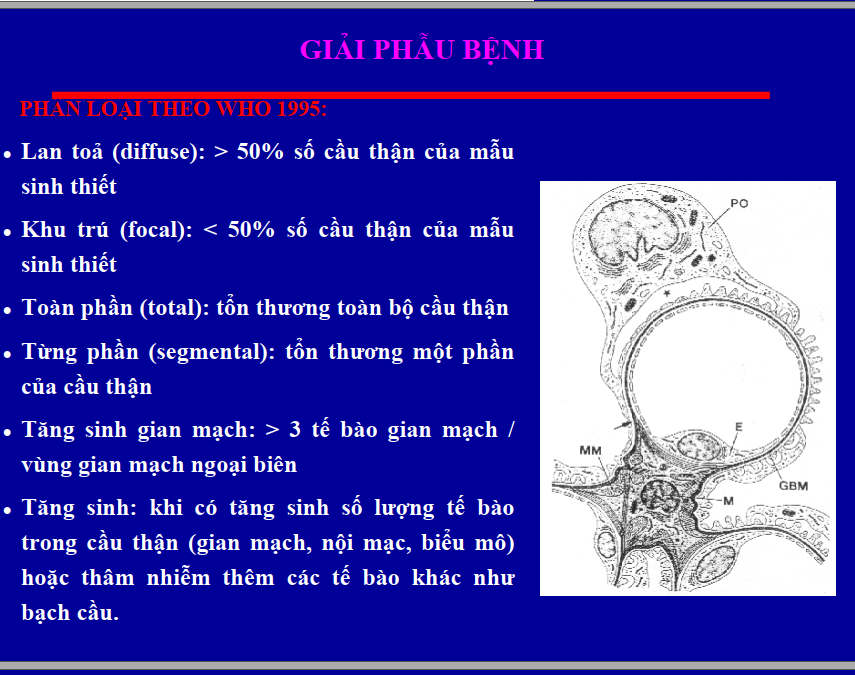 GIẢI PHẪU BỆNH
PHÂN LOẠI THEO WHO 1995:
• Lan toả (diffuse): > 50% số cầu thận của mẫu
sinh thiết
• Khu trú (focal): < 50% số cầu thận của mẫu
sinh thiết
• Toàn phần (total): tổn thương toàn bộ cầu thận
• Từng phần (segmental): tổn thương một phần
của cầu thận
• Tăng sinh gian mạch: > 3 tế bào gian mạch /
vùng gian mạch ngoại biên
• Tăng sinh: khi có tăng sinh số lượng tế bào
trong cầu thận (gian mạch, nội mạc, biểu mô)
hoặc thâm nhiễm thêm các tế bào khác như
bạch cầu.
PO
*
E
MM
GBM
M